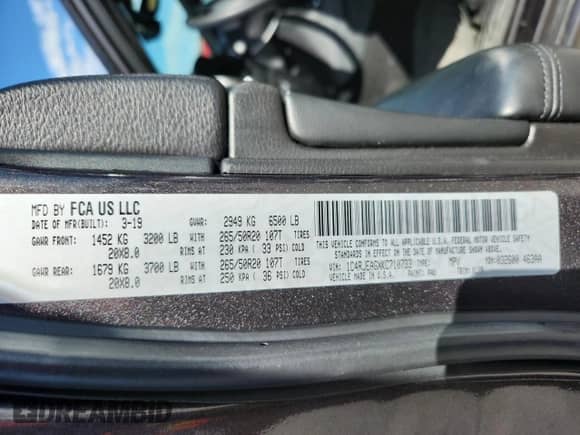 MFD BY FCA US LLC
DATE OF MFR(BUILT): 3-19 GVWR: 2949 KG 6500 LB
GAWR FRONT: 1452 KG 3200 LB WITH 265/50R20 107T TIRES
20X8.0 RIMS AT 230 KPA ( 33 PSI) COLD
GAWR REAR: 1679 KG 3700 LB WITH 265/50R20 107T TIRES
20X8.0 RIMS AT 250 KPA ( 36 PSI) COLD
THIS VEHICLE CONFORMS TO ALL APPLICABLE U.S.A. FEDERAL MOTOR VEHICLE SAFETY
STANDARDS IN EFFECT ON THE DATE OF MANUFACTURE SHOWN ABOVE.
VIN: TYPE: MPV
VEHICLE MADE IN U.S.A.
DREAMBID